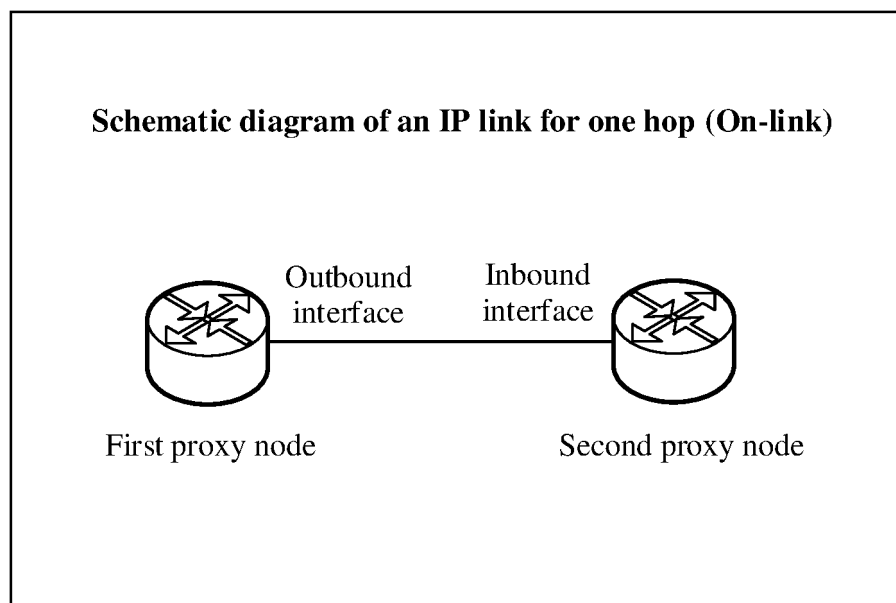 Schematic diagram of an IP link for one hop (On-link)
Outbound
interface
Inbound
interface
First proxy node
Second proxy node